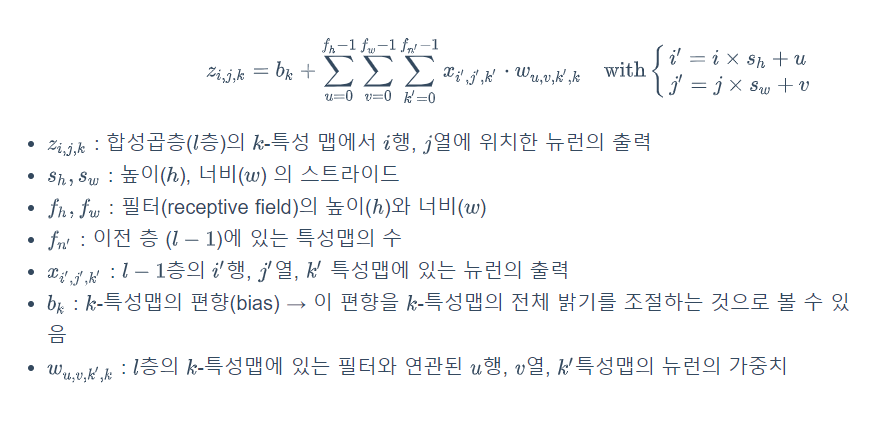 z_{i,j,k} = b_k + \sum_{u=0}^{f_h-1} \sum_{v=0}^{f_w-1} \sum_{k'=0}^{f_{n'}-1} x_{i',j',k'} \cdot w_{u,v,k',k} \quad \text{with} \begin{cases} i' = i \times s_h + u \\ j' = j \times s_w + v \end{cases}
• z_{i,j,k} : 합성곱층(l층)의 k-특성 맵에서 i행, j열에 위치한 뉴런의 출력
• s_h, s_w : 높이(h), 너비(w) 의 스트라이드
• f_h, f_w : 필터(receptive field)의 높이(h)와 너비(w)
• f_{n'} : 이전 층 (l − 1)에 있는 특성맵의 수
• x_{i',j',k'} : l − 1층의 i'행, j'열, k' 특성맵에 있는 뉴런의 출력
• b_k : k-특성맵의 편향(bias) → 이 편향을 k-특성맵의 전체 밝기를 조절하는 것으로 볼 수 있
음
• w_{u,v,k',k} : l층의 k-특성맵에 있는 필터와 연관된 u행, v열, k'특성맵의 뉴런의 가중치